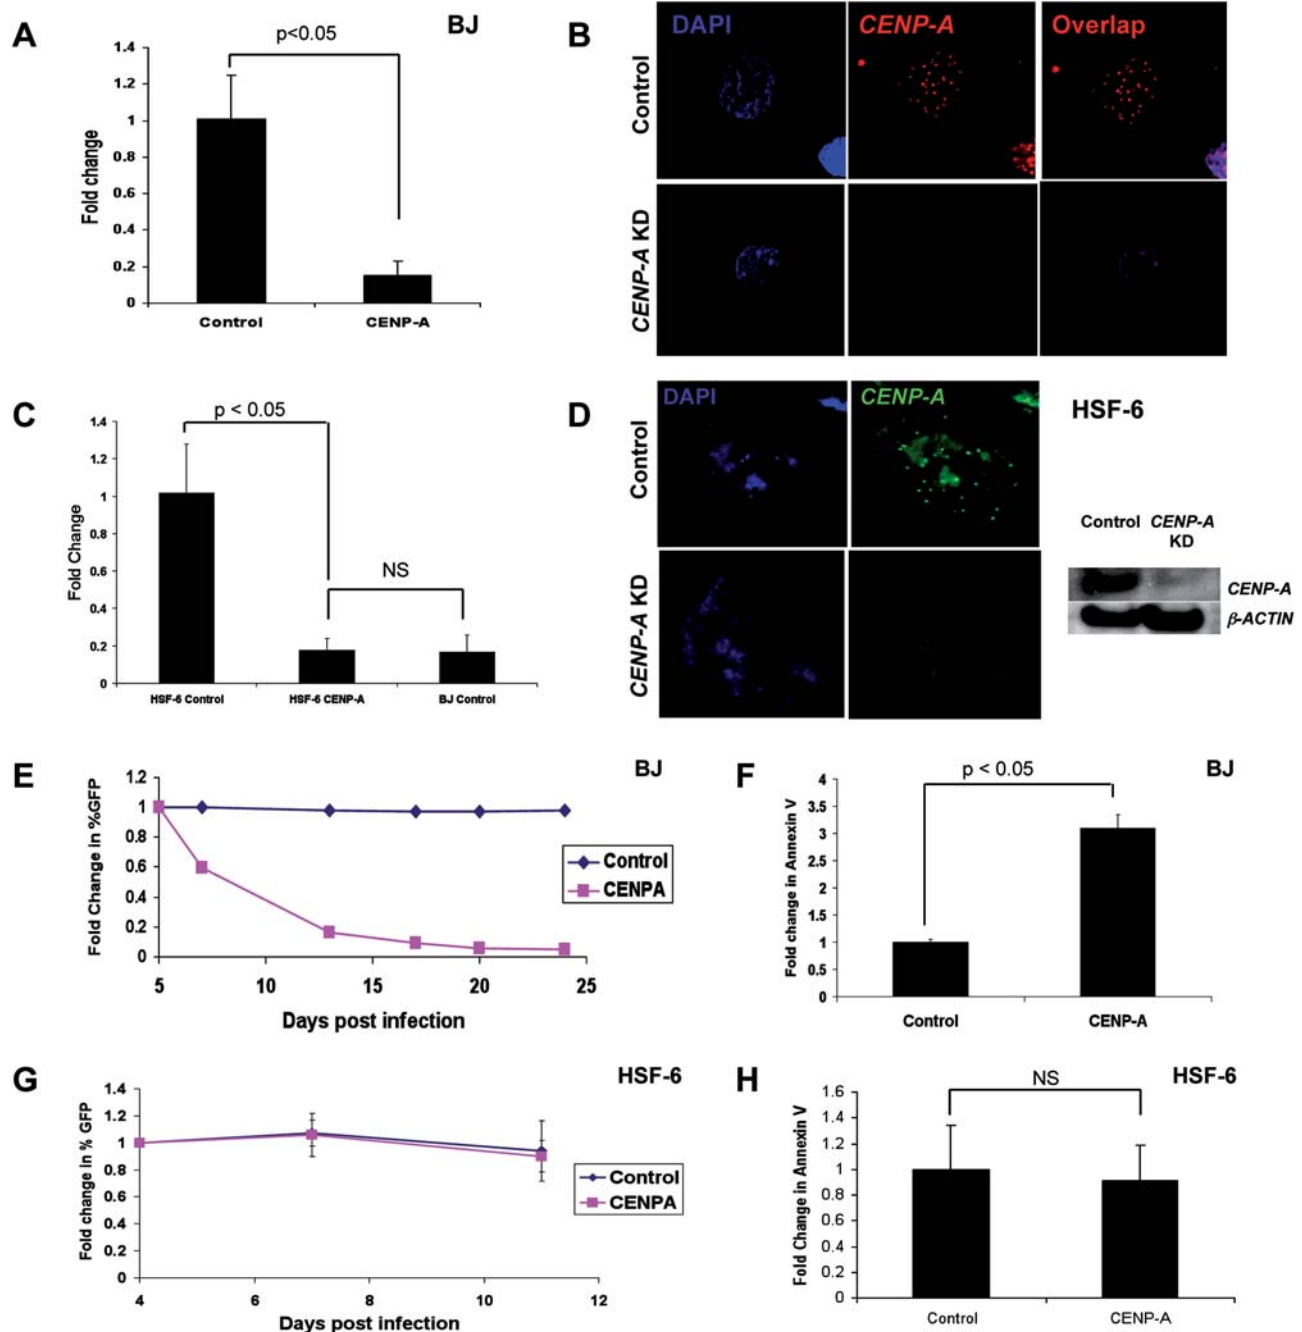 A
BJ
p<0.05
Fold change
1.4
1.2
1
0.8
0.6
0.4
0.2
0
Control
CENP-A
B
DAPI
CENP-A
Overlap
Control
CENP-A KD
C
p < 0.05
NS
Fold Change
1.4
1.2
1
0.8
0.6
0.4
0.2
0
HSF-6 Control
HSF-6 CENP-A
BJ Control
D
DAPI
CENP-A
Control
CENP-A KD
HSF-6
Control
CENP-A
KD
CENP-A
β-ACTIN
E
BJ
Fold Change in %GFP
1.2
1
0.8
0.6
0.4
0.2
0
5
10
15
20
25
Days post infection
Control
CENPA
F
BJ
p < 0.05
Fold change in Annexin V
4
3.5
3
2.5
2
1.5
1
0.5
0
Control
CENP-A
G
HSF-6
Fold change in % GFP
1.4
1.2
1
0.8
0.6
0.4
0.2
0
4
6
8
10
12
Days post infection
Control
CENPA
H
HSF-6
NS
Fold Change in Annexin V
1.6
1.4
1.2
1
0.8
0.6
0.4
0.2
0
Control
CENP-A